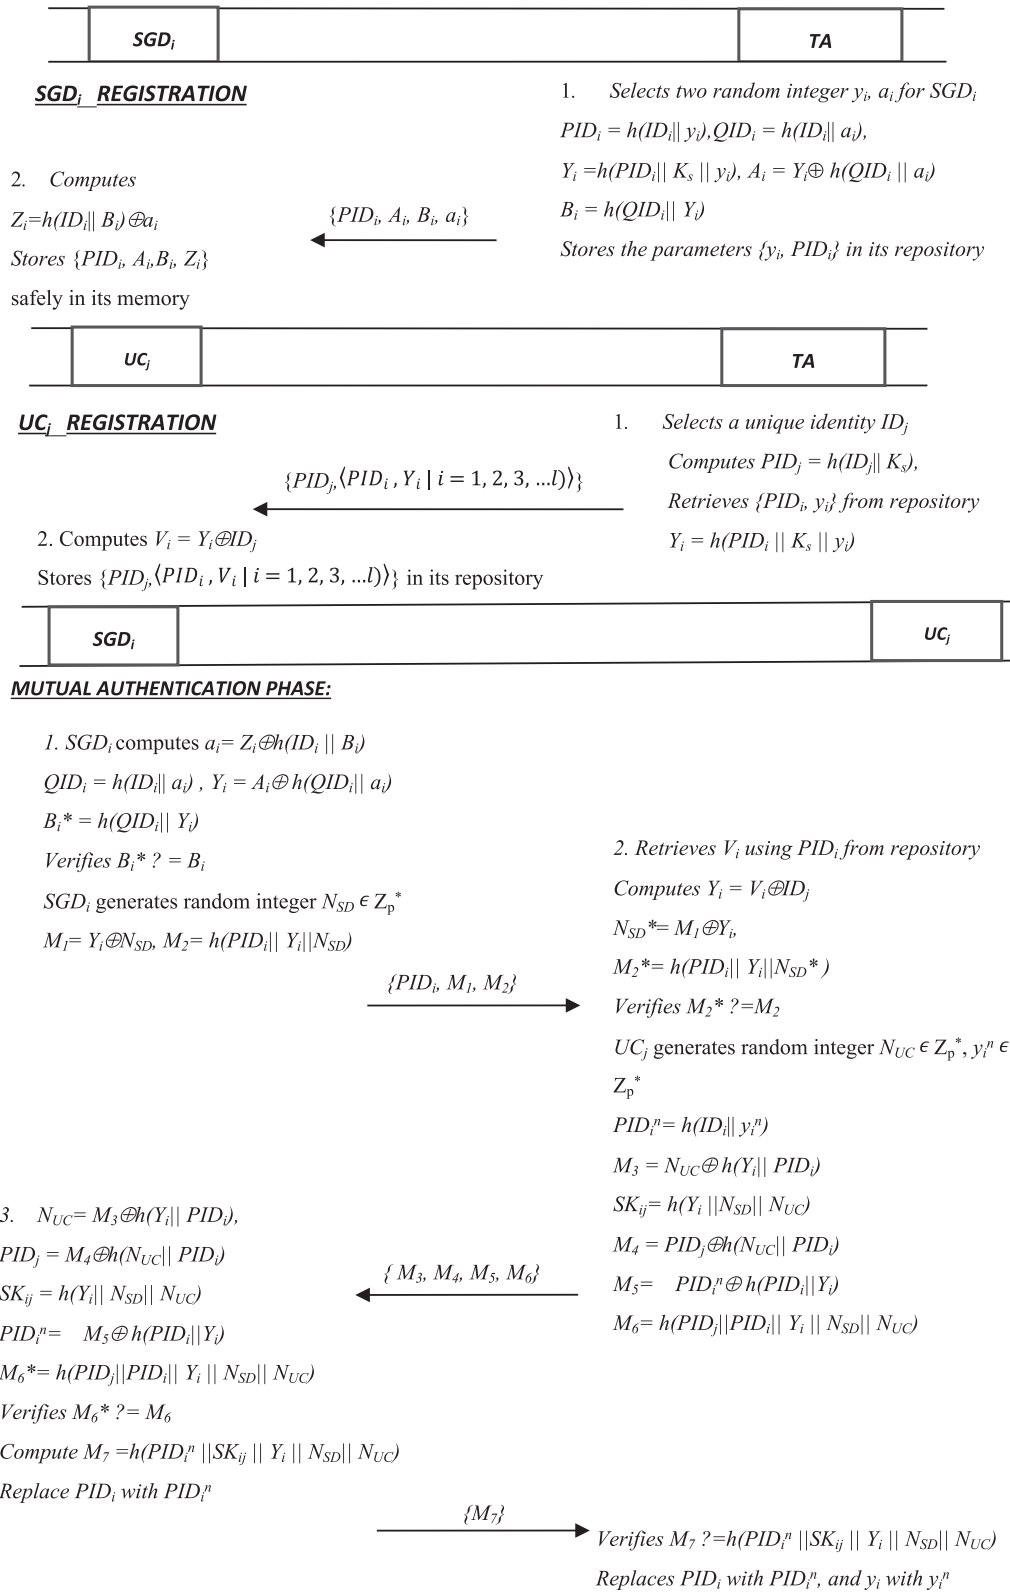 SGDi
TA
SGDi_REGISTRATION
1. Selects two random integer yi, ai for SGDi
PIDi = h(IDi|| yi),QIDi = h(IDi|| ai),
Yi =h(PIDi|| Ks || yi), Ai = Yi⊕ h(QIDi || ai)
Bi = h(QIDi|| Yi)
Stores the parameters {yi, PIDi} in its repository
{PIDi, Ai, Bi, ai}
2. Computes
Zi=h(IDi|| Bi)⊕ai
Stores {PIDi, Ai,Bi, Zi}
safely in its memory
UCj
TA
UCj_REGISTRATION
1. Selects a unique identity IDj
Computes PIDj = h(IDj|| Ks),
Retrieves {PIDi, yi} from repository
Yi = h(PIDi || Ks || yi)
{PIDj,⟨PIDi , Yi | i = 1, 2, 3, …l)⟩}
2. Computes Vi = Yi⊕IDj
Stores {PIDj,⟨PIDi , Vi | i = 1, 2, 3, …l)⟩} in its repository
SGDi
UCj
MUTUAL AUTHENTICATION PHASE:
1. SGDi computes ai= Zi⊕h(IDi || Bi)
QIDi = h(IDi|| ai) , Yi = Ai⊕ h(QIDi|| ai)
Bi* = h(QIDi|| Yi)
Verifies Bi* ? = Bi
SGDi generates random integer NSD ϵ Zp*
M1= Yi⊕NSD, M2= h(PIDi|| Yi||NSD)
{PIDi, M1, M2}
2. Retrieves Vi using PIDi from repository
Computes Yi = Vi⊕IDj
NSD*= M1⊕Yi,
M2*= h(PIDi|| Yi||NSD* )
Verifies M2* ?=M2
UCj generates random integer NUC ϵ Zp*, yiⁿ ϵ
Zp*
PIDiⁿ= h(IDi|| yiⁿ)
M3 = NUC⊕h(Yi|| PIDi)
SKij= h(Yi ||NSD|| NUC)
M4 = PIDj⊕h(NUC|| PIDi)
M5= PIDiⁿ⊕h(PIDi||Yi)
M6= h(PIDj||PIDi|| Yi || NSD|| NUC)
{ M3, M4, M5, M6}
3. NUC= M3⊕h(Yi|| PIDi),
PIDj = M4⊕h(NUC|| PIDi)
SKij = h(Yi|| NSD|| NUC)
PIDiⁿ= M5⊕h(PIDi||Yi)
M6*= h(PIDj||PIDi|| Yi || NSD|| NUC)
Verifies M6* ?= M6
Compute M7 =h(PIDiⁿ ||SKij || Yi || NSD|| NUC)
Replace PIDi with PIDiⁿ
{M7}
Verifies M7 ?=h(PIDiⁿ ||SKij || Yi || NSD|| NUC)
Replaces PIDi with PIDiⁿ, and yi with yiⁿ